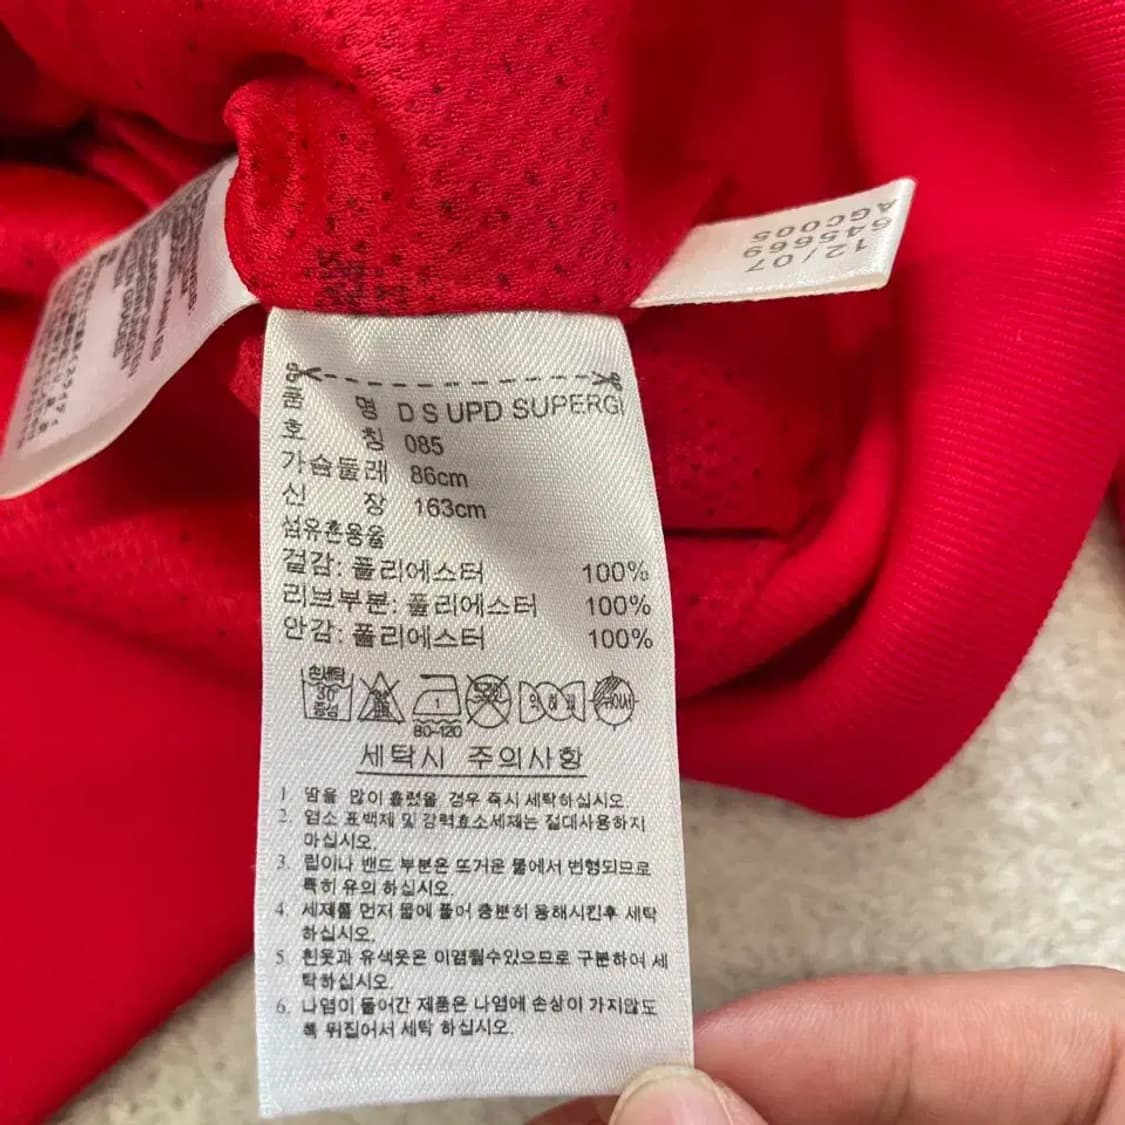 품 명 D S UPD SUPERGI
호 칭 085
가슴둘레 86cm
신 장 163cm
섬유혼용율
겉감: 폴리에스터 100%
리브부분: 폴리에스터 100%
안감: 폴리에스터 100%
손세탁
30
중성
1
80-120
세탁시 주의사항
1 땀을 많이 흘렸을 경우 즉시 세탁하십시오
2. 염소 표백제 및 강력효소세제는 절대사용하지
마십시오.
3. 립이나 밴드 부분은 뜨거운 물에서 변형되므로
특히 유의 하십시오.
4. 세제를 먼저 물에 풀어 충분히 용해시킨후 세탁
하십시오.
5 흰옷과 유색옷은 이염될수있으므로 구분하여 세
탁하십시오.
6. 나염이 들어간 제품은 나염에 손상이 가지않도
록 뒤집어서 세탁 하십시오.
12/07
645669
AGC005